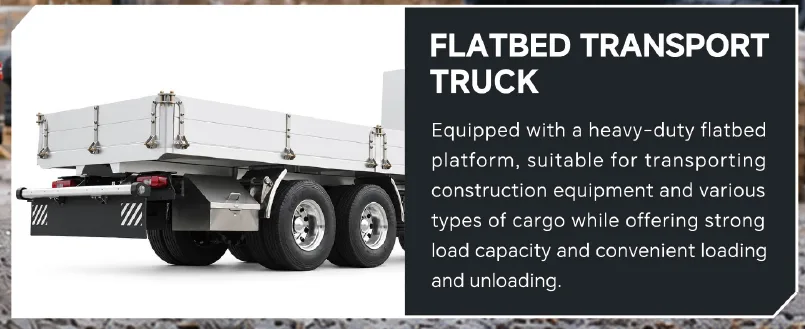 FLATBED TRANSPORT
TRUCK
Equipped with a heavy-duty flatbed
platform, suitable for transporting
construction equipment and various
types of cargo while offering strong
load capacity and convenient loading
and unloading.